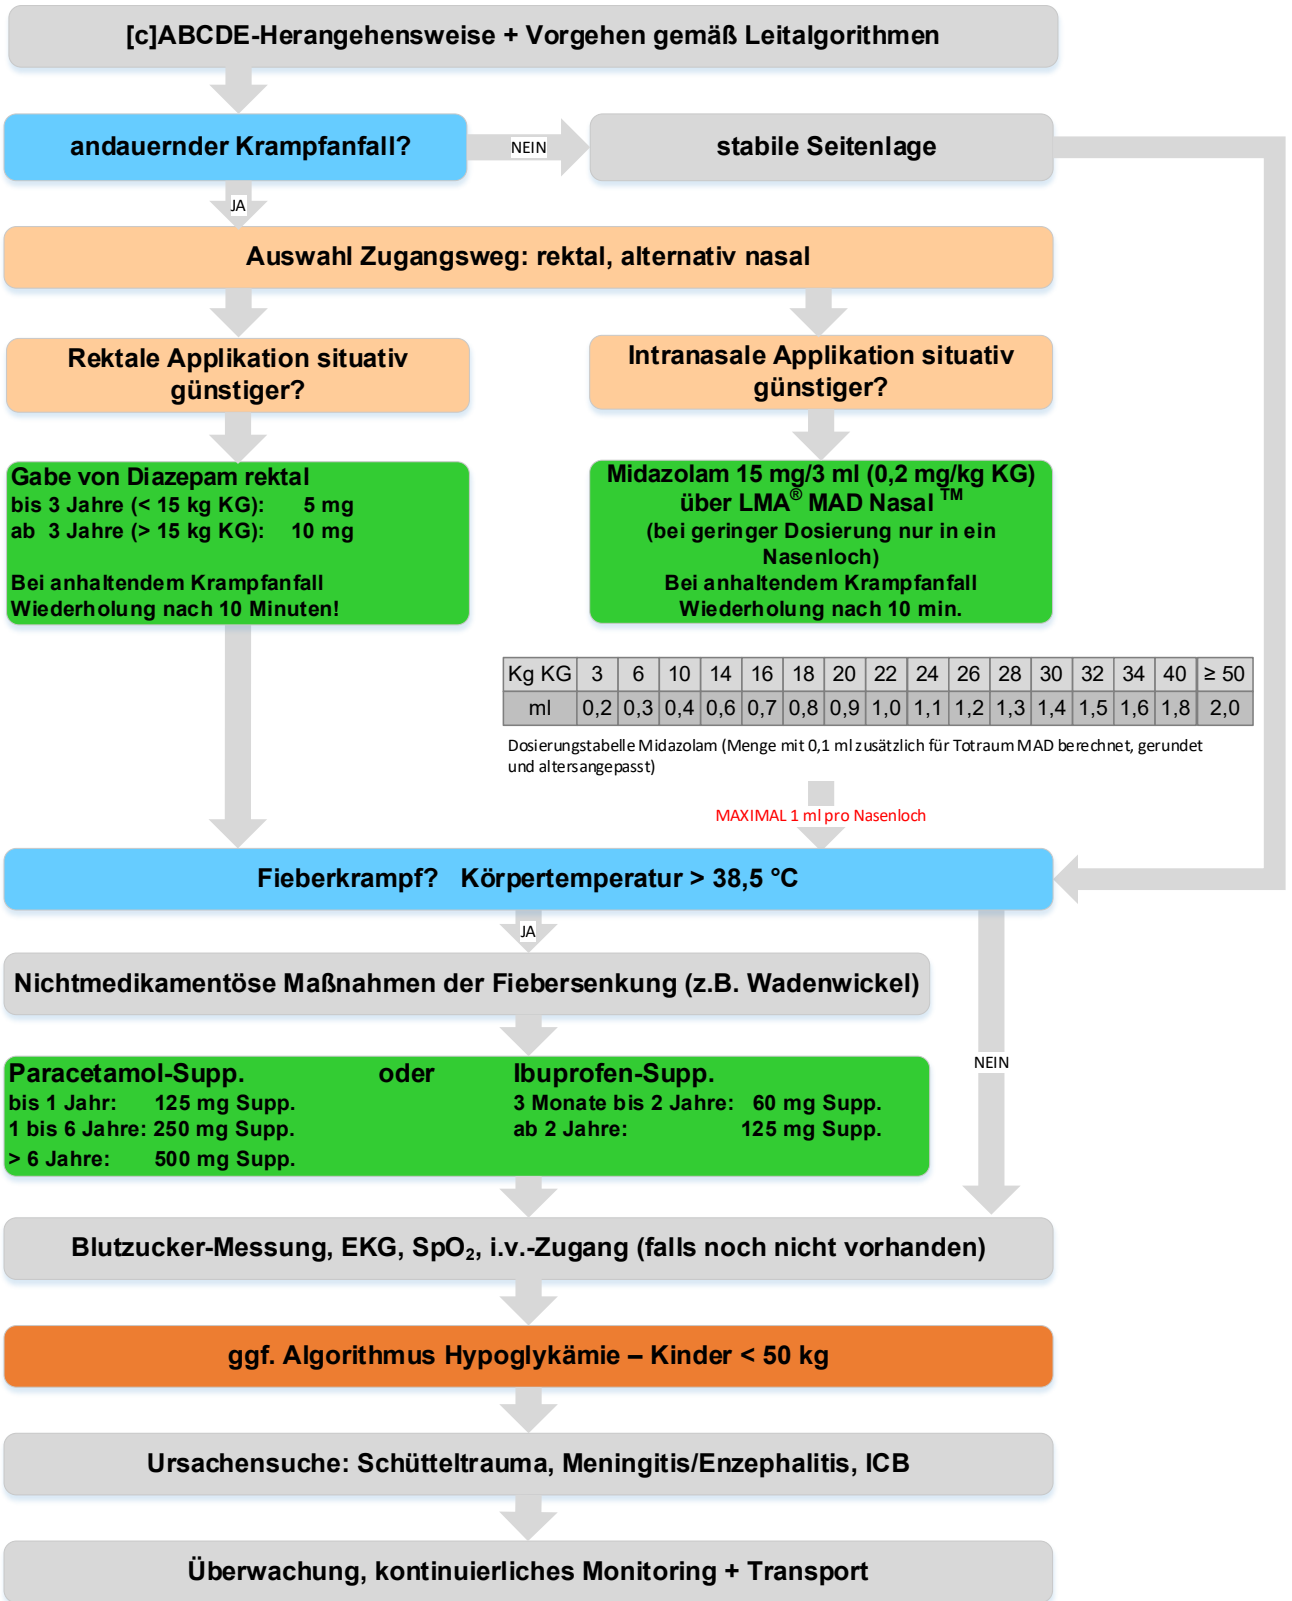 [c]ABCDE-Herangehensweise + Vorgehen gemäß Leitalgorithmen
andauernder Krampfanfall?
NEIN
stabile Seitenlage
JA
Auswahl Zugangsweg: rektal, alternativ nasal
Rektale Applikation situativ
günstiger?
Intranasale Applikation situativ
günstiger?
Gabe von Diazepam rektal
bis 3 Jahre (< 15 kg KG): 5 mg
ab 3 Jahre (> 15 kg KG): 10 mg
Bei anhaltendem Krampfanfall
Wiederholung nach 10 Minuten!
Midazolam 15 mg/3 ml (0,2 mg/kg KG)
über LMA® MAD Nasal ™
(bei geringer Dosierung nur in ein
Nasenloch)
Bei anhaltendem Krampfanfall
Wiederholung nach 10 min.
Kg KG 3 6 10 14 16 18 20 22 24 26 28 30 32 34 40 ≥ 50
ml 0,2 0,3 0,4 0,6 0,7 0,8 0,9 1,0 1,1 1,2 1,3 1,4 1,5 1,6 1,8 2,0
Dosierungstabelle Midazolam (Menge mit 0,1 ml zusätzlich für Totraum MAD berechnet, gerundet
und altersangepasst)
MAXIMAL 1 ml pro Nasenloch
Fieberkrampf? Körpertemperatur > 38,5 °C
JA
Nichtmedikamentöse Maßnahmen der Fiebersenkung (z.B. Wadenwickel)
NEIN
Paracetamol-Supp. oder Ibuprofen-Supp.
bis 1 Jahr: 125 mg Supp. 3 Monate bis 2 Jahre: 60 mg Supp.
1 bis 6 Jahre: 250 mg Supp. ab 2 Jahre: 125 mg Supp.
> 6 Jahre: 500 mg Supp.
Blutzucker-Messung, EKG, SpO₂, i.v.-Zugang (falls noch nicht vorhanden)
ggf. Algorithmus Hypoglykämie – Kinder < 50 kg
Ursachensuche: Schütteltrauma, Meningitis/Enzephalitis, ICB
Überwachung, kontinuierliches Monitoring + Transport